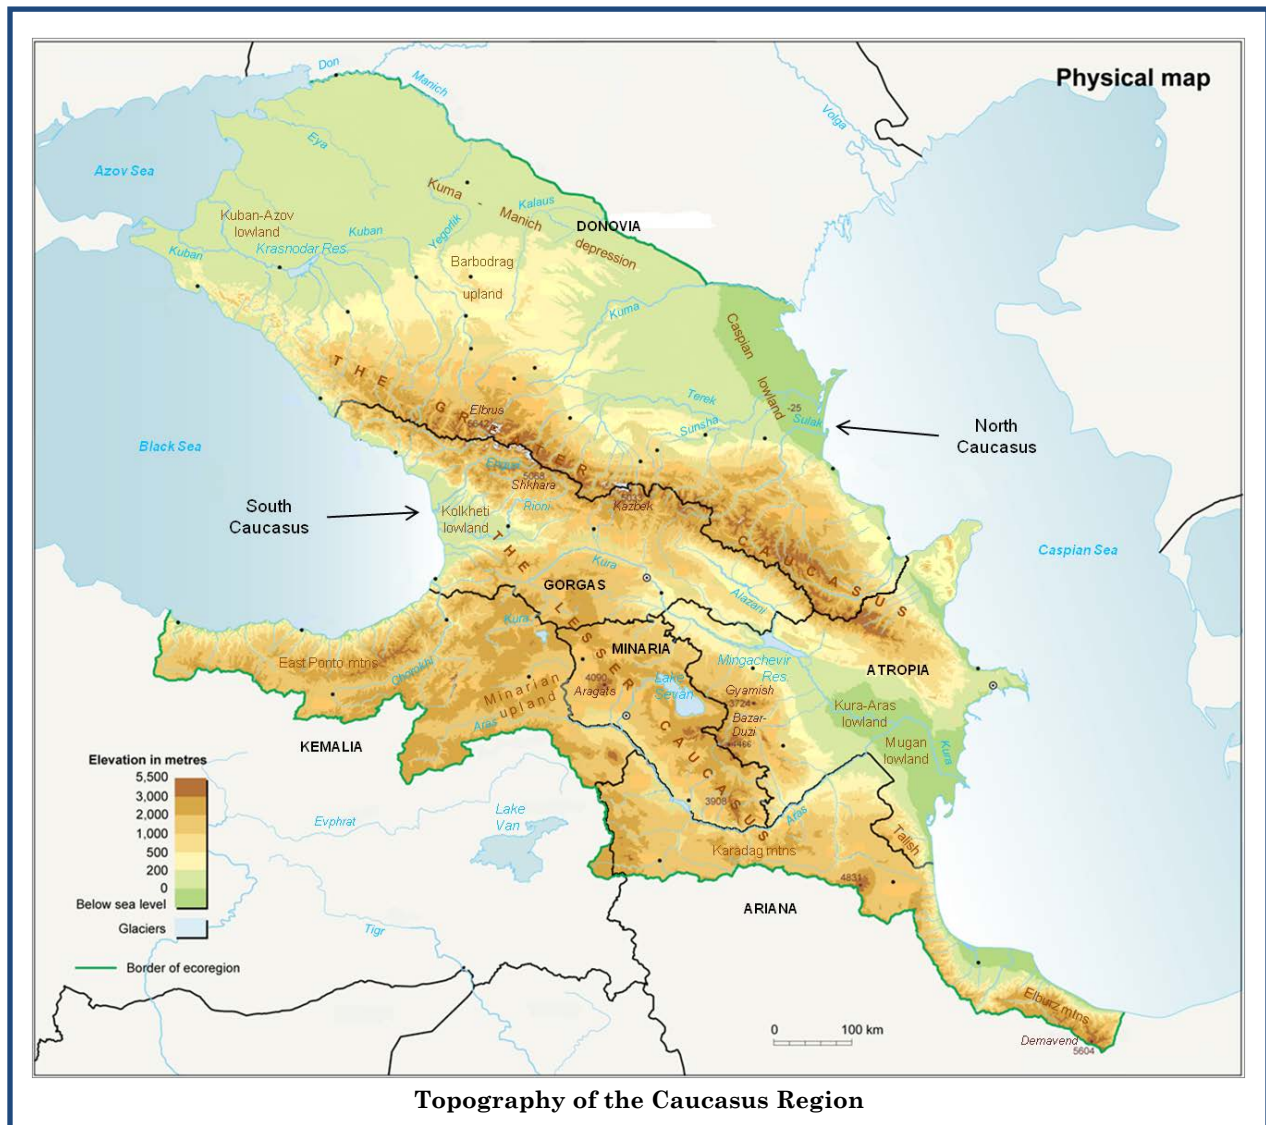 Physical map
Don
Manich
Volga
Eya
Azov Sea
Kuma - Manich depression
Kalaus
DONOVIA
Kuban-Azov
lowland
Kuban
Yegorlik
Krasnodar Res.
Kuban
Barbodrag
upland
Kuma
Caspian lowland
THE GREATER CAUCASUS
Elbrus
5642
Terek
-25
Sulak
Sunsha
North
Caucasus
Black Sea
5068
Shkhara
Rioni
Kazbek
South
Caucasus
Kolkheti
lowland
Caspian Sea
THE LESSER CAUCASUS
Kura
GORGAS
Alazani
Kura
MINARIA
Mingachevir
Res.
ATROPIA
East Ponto mtns
Chorokhi
Minarian
upland
4090
Aragats
Lake
Sevan
Gyamish
3724
Bazar-
Duzi
4466
Kura-Aras
lowland
Mugan
lowland
Kura
Aras
KEMALIA
Elevation in metres
5,500
3,000
2,000
1,000
500
200
0
Below sea level
Glaciers
Border of ecoregion
Evphrat
Lake
Van
3908
Aras
Talish
Karadag mtns
4831
ARIANA
Tigr
Elburz mtns
Demavend
5604
0 100 km
Topography of the Caucasus Region